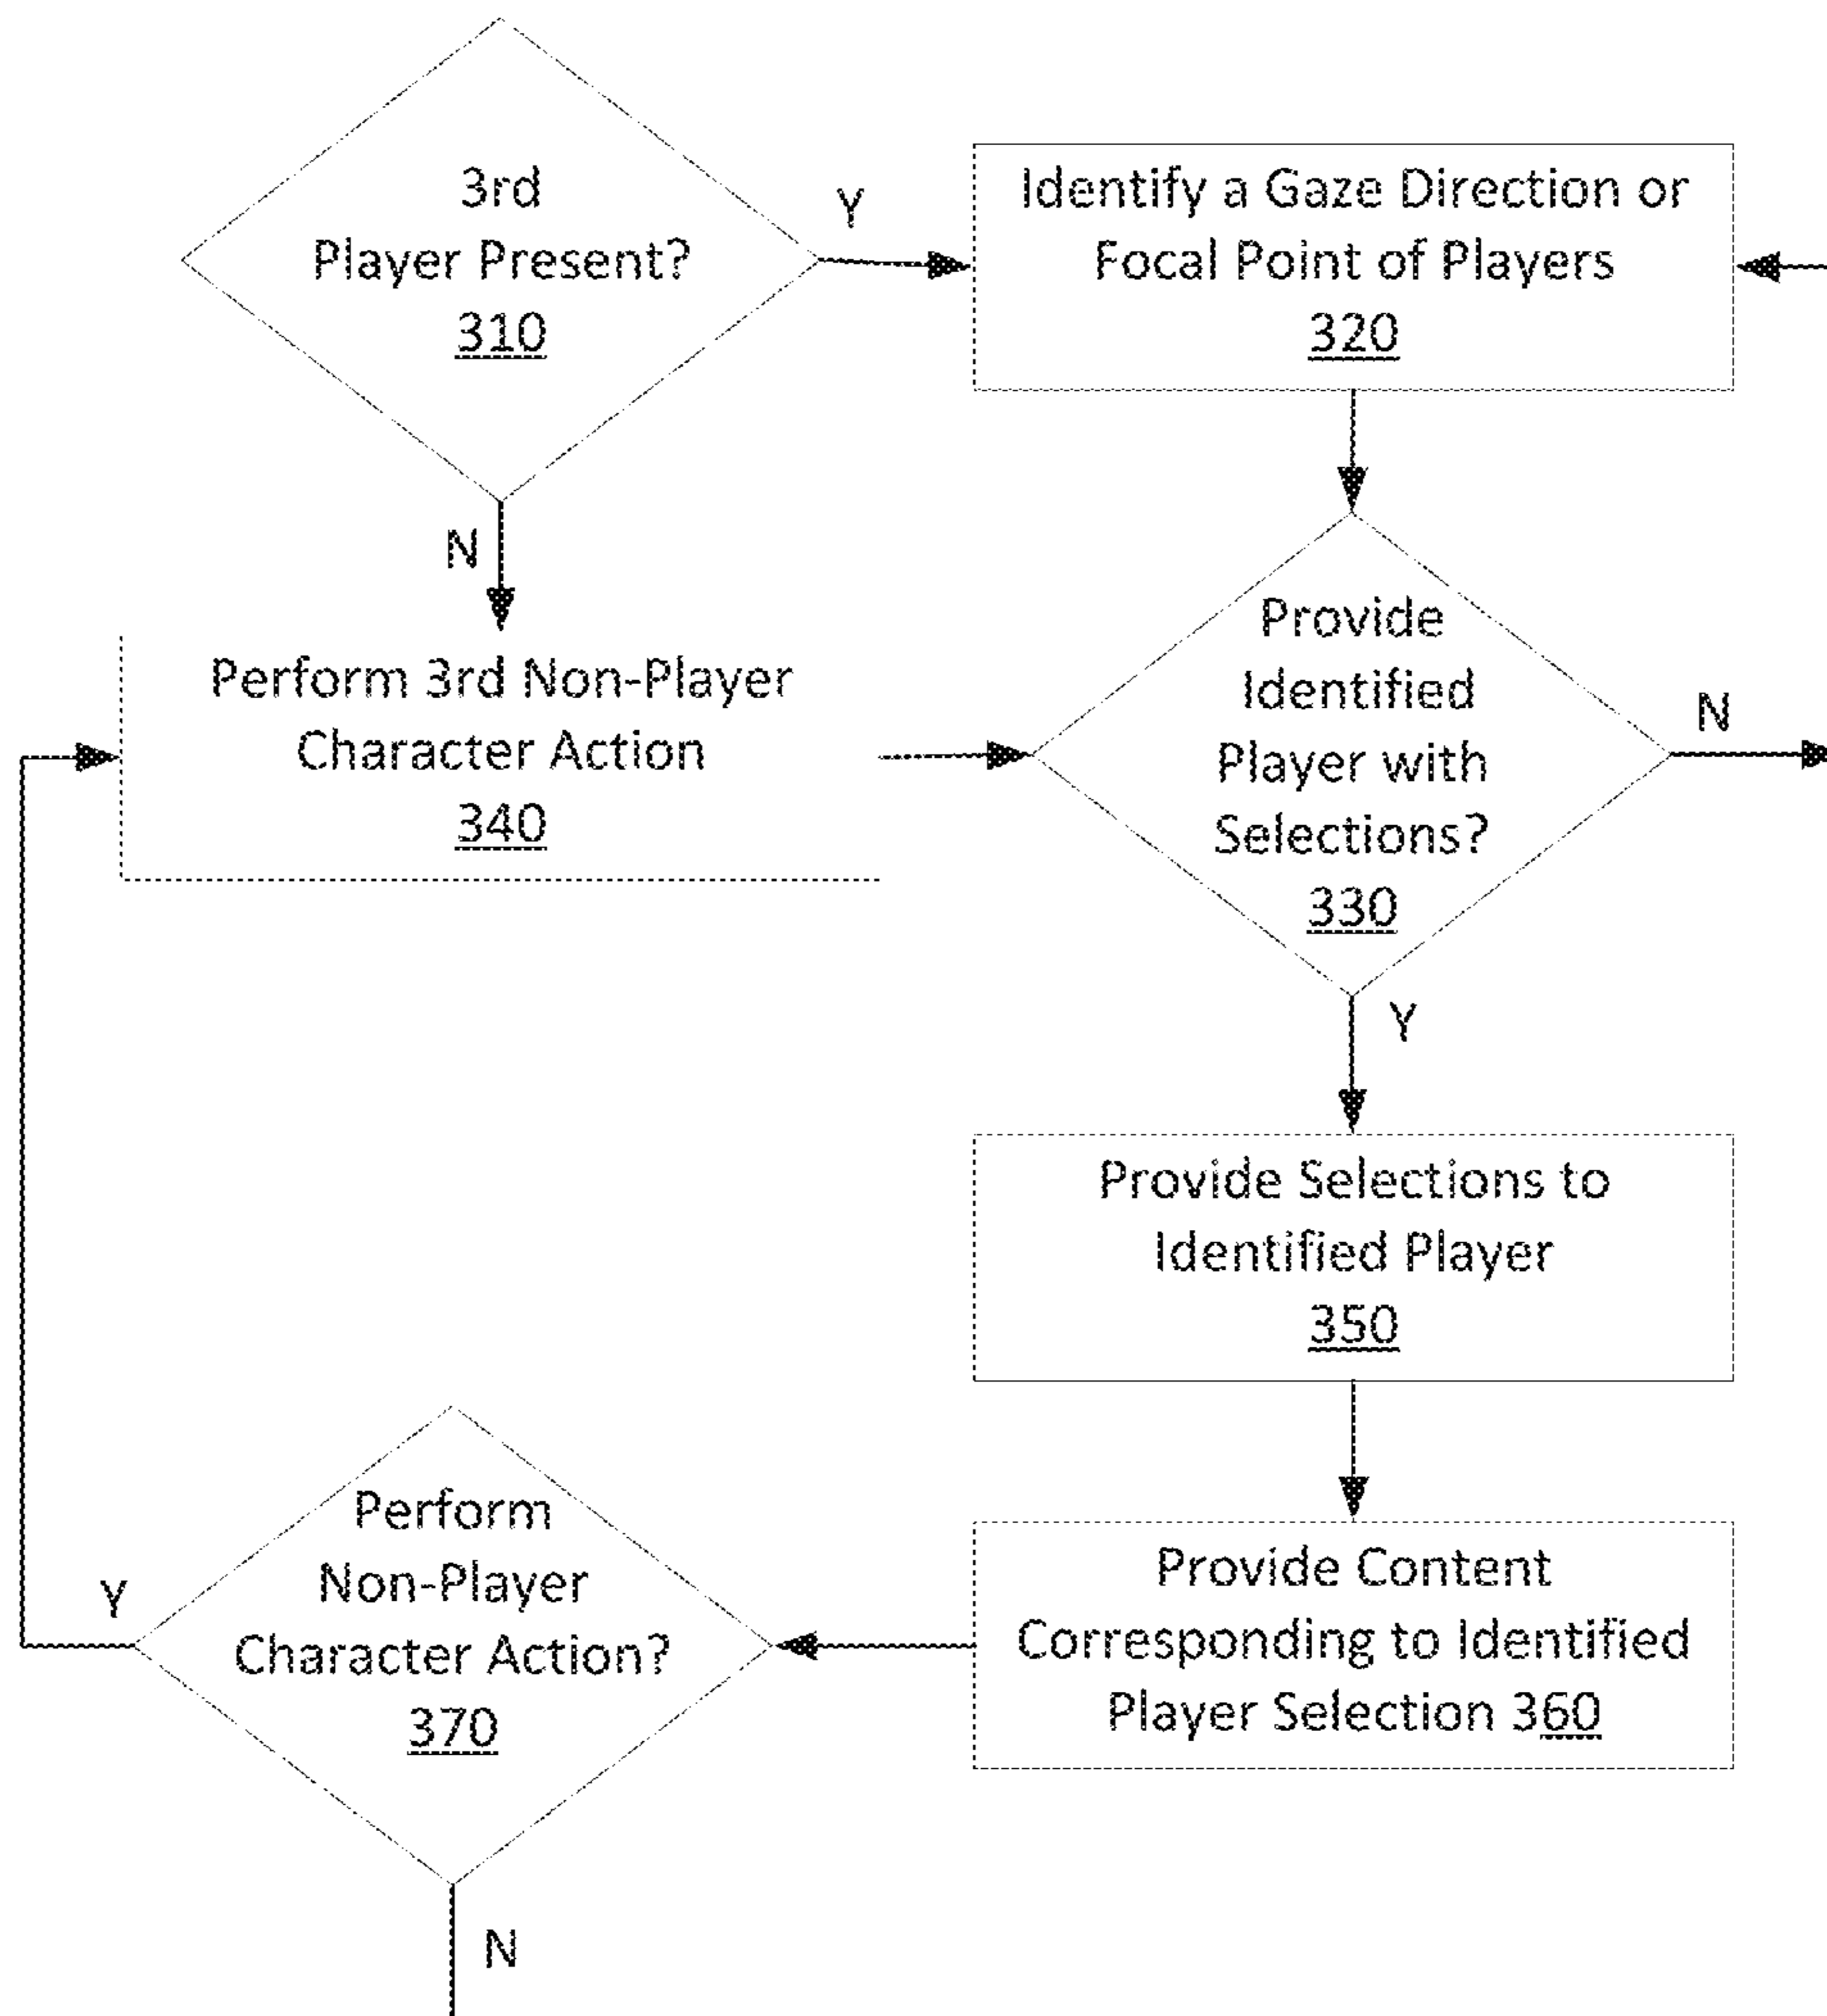 3rd
Player Present?
310
Y
N
Identify a Gaze Direction or
Focal Point of Players
320
Perform 3rd Non-Player
Character Action
340
Provide
Identified
Player with
Selections?
330
N
Y
Provide Selections to
Identified Player
350
Provide Content
Corresponding to Identified
Player Selection 360
Perform
Non-Player
Character Action?
370
Y
N